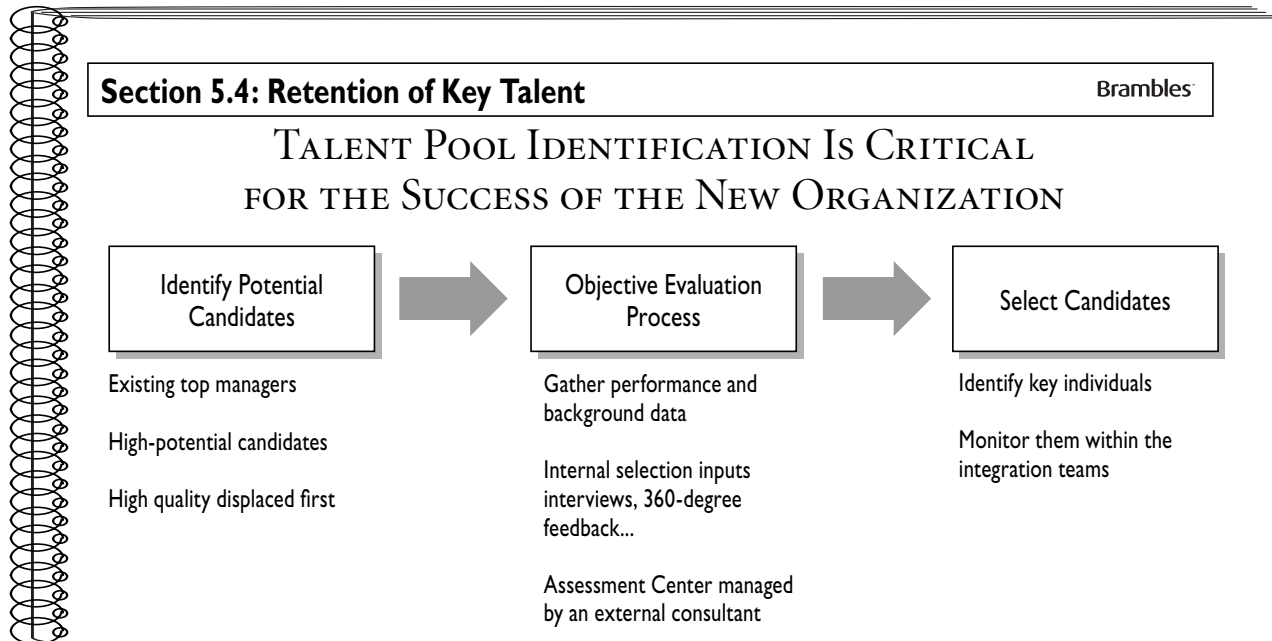 Section 5.4: Retention of Key Talent
Brambles
Talent Pool Identification Is Critical
for the Success of the New Organization
Identify Potential
Candidates
Existing top managers
High-potential candidates
High quality displaced first
Objective Evaluation
Process
Gather performance and
background data
Internal selection inputs
interviews, 360-degree
feedback...
Assessment Center managed
by an external consultant
Select Candidates
Identify key individuals
Monitor them within the
integration teams